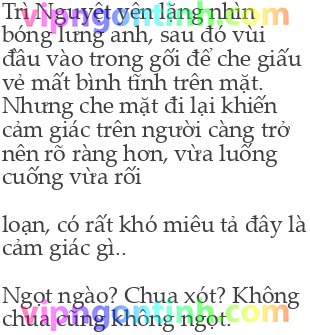 Trì Nguyệt yên lặng nhìn
bóng lưng anh, sau đó vùi
đầu vào trong gối để che giấu
vẻ mất bình tĩnh trên mặt.
Nhưng che mặt đi lại khiến
cảm giác trên người càng trở
nên rõ ràng hơn, vừa luống
cuống vừa rối
loạn, có rất khó miêu tả đây là
cảm giác gì..
Ngọt ngào? Chua xót? Không
chua cũng không ngọt.
vipngontinh.com
vipngontinh.com